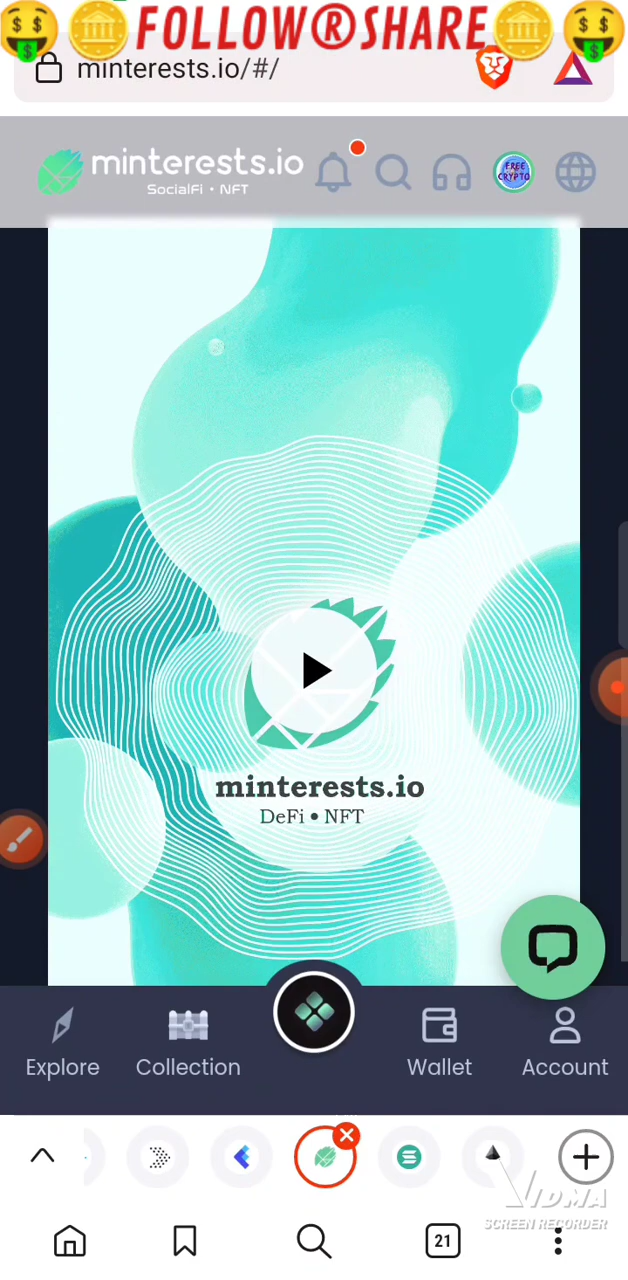 FOLLOW®SHARE
minterests.io/#/
minterests.io
SocialFi • NFT
FREE
CRYPTO
minterests.io
DeFi • NFT
Explore
Collection
Wallet
Account
21
VIDMA
SCREEN RECORDER